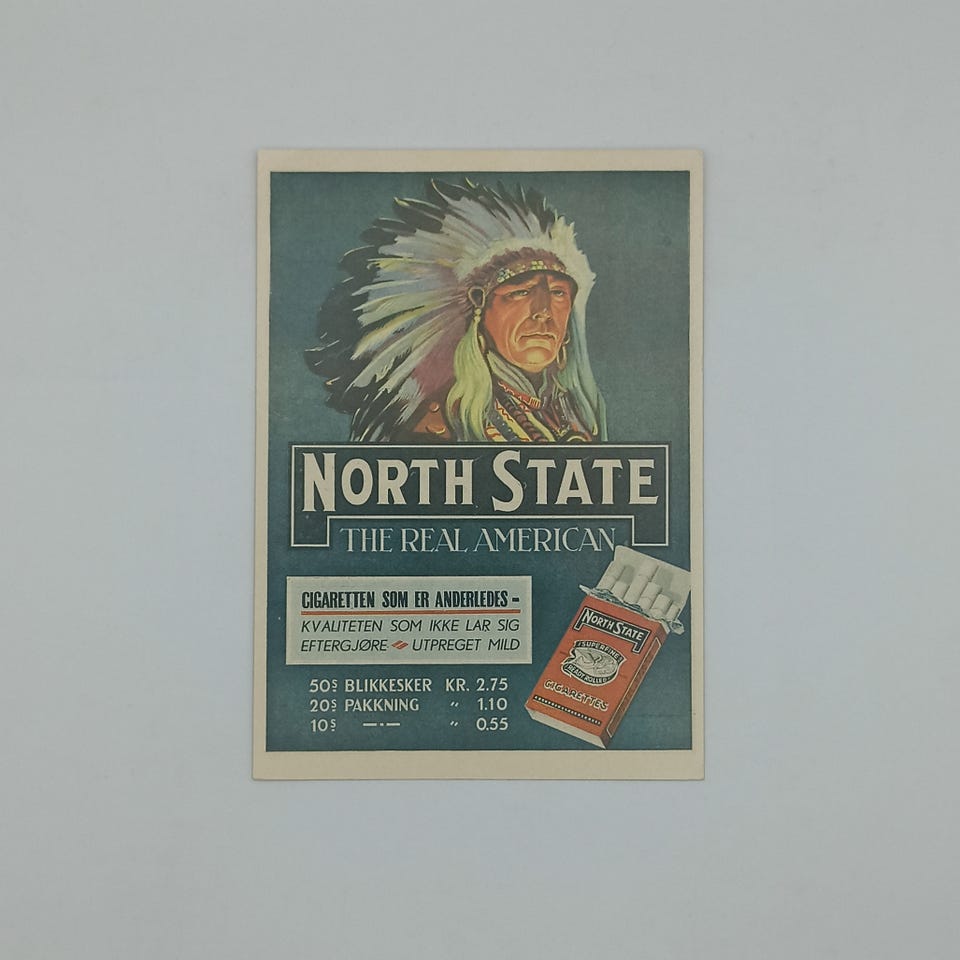 NORTH STATE
THE REAL AMERICAN
CIGARETTEN SOM ER ANDERLEDES -
KVALITETEN SOM IKKE LAR SIG
EFTERGJØRE UTPREGET MILD
50S BLIKKESKER KR. 2.75
20S PAKKNING " 1.10
10S —·— " 0.55
NORTH STATE
SUPERFINE
READY ROLLED
CIGARETTES